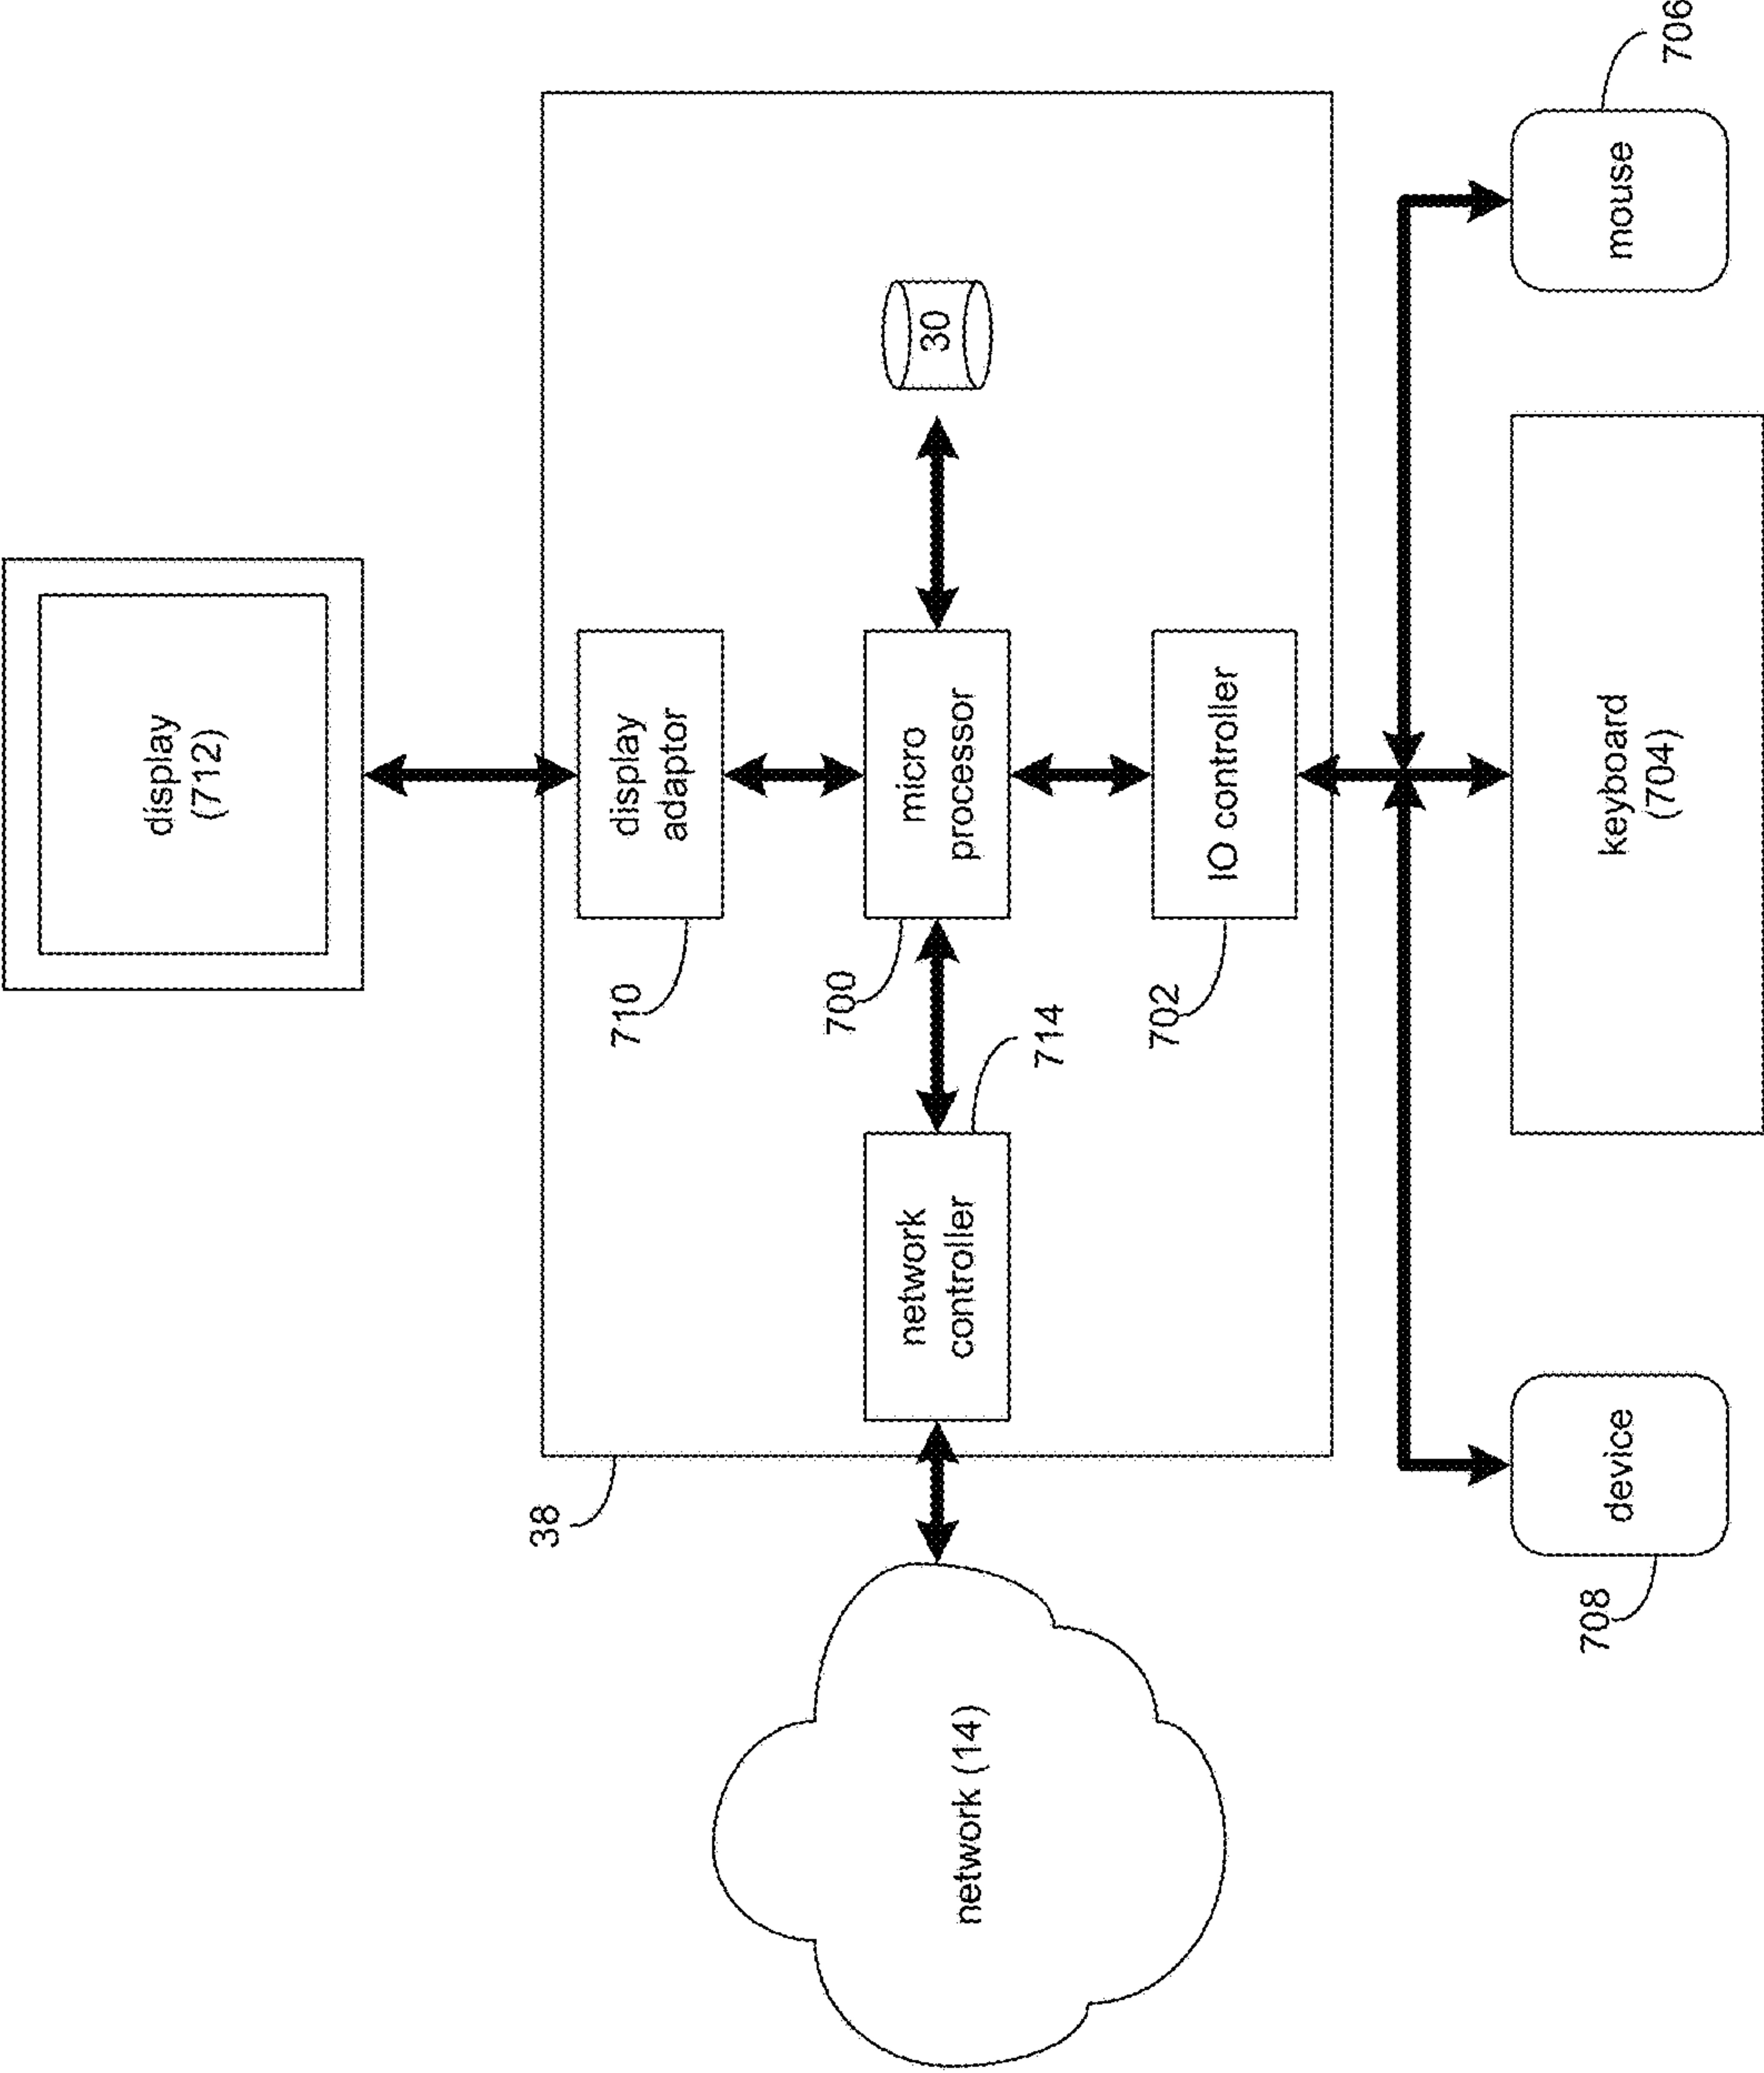 display
(712)
38
710
display
adaptor
700
micro
processor
30
network
controller
714
network (14)
702
IO controller
708
device
keyboard
(704)
mouse
706